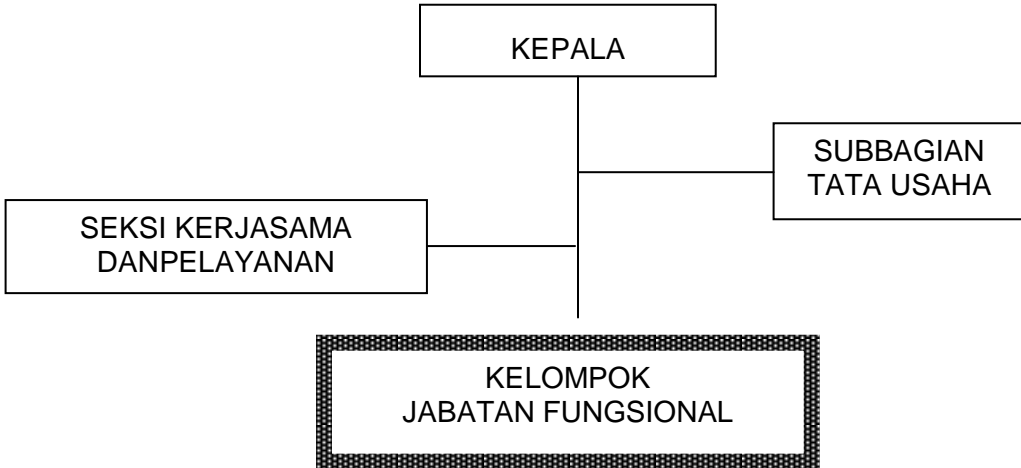 KEPALA
SUBBAGIAN
TATA USAHA
SEKSI KERJASAMA
DANPELAYANAN
KELOMPOK
JABATAN FUNGSIONAL